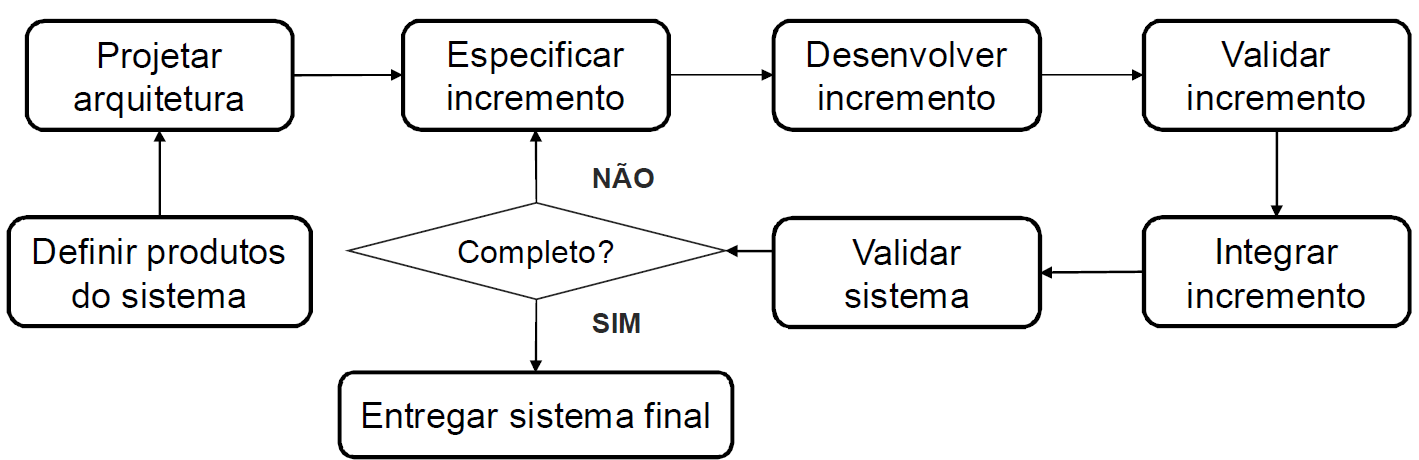 Projetar
arquitetura
Especificar
incremento
Desenvolver
incremento
Validar
incremento
NÃO
Definir produtos
do sistema
Completo?
Validar
sistema
Integrar
incremento
SIM
Entregar sistema final